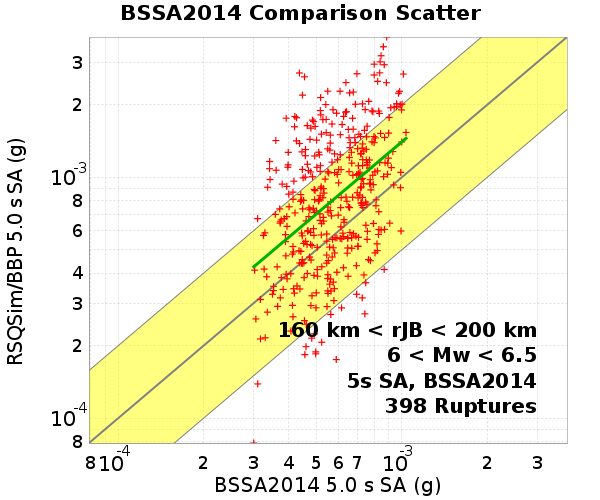 BSSA2014 Comparison Scatter
RSQSim/BBP 5.0 s SA (g)
3
2
10-3
8
6
4
3
2
10-4
8
160 km < rJB < 200 km
6 < Mw < 6.5
5s SA, BSSA2014
398 Ruptures
8 10-4 2 3 4 5 6 7 10-3 2 3
BSSA2014 5.0 s SA (g)